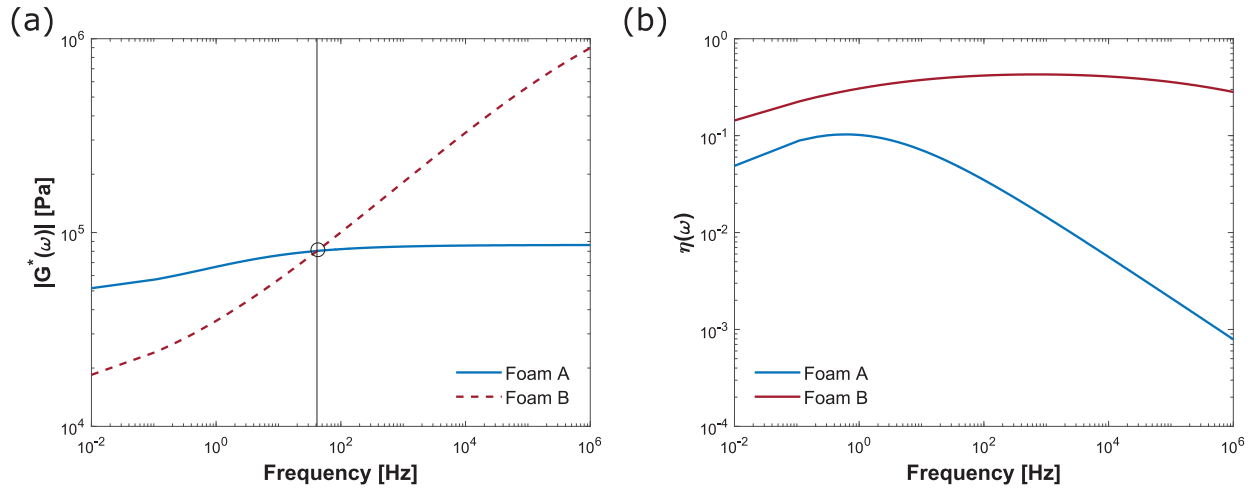 (a)
|G*(ω)| [Pa]
10^6
10^5
10^4
10^-2
10^0
10^2
10^4
10^6
Frequency [Hz]
Foam A
Foam B
(b)
η(ω)
10^0
10^-1
10^-2
10^-3
10^-4
10^-2
10^0
10^2
10^4
10^6
Frequency [Hz]
Foam A
Foam B